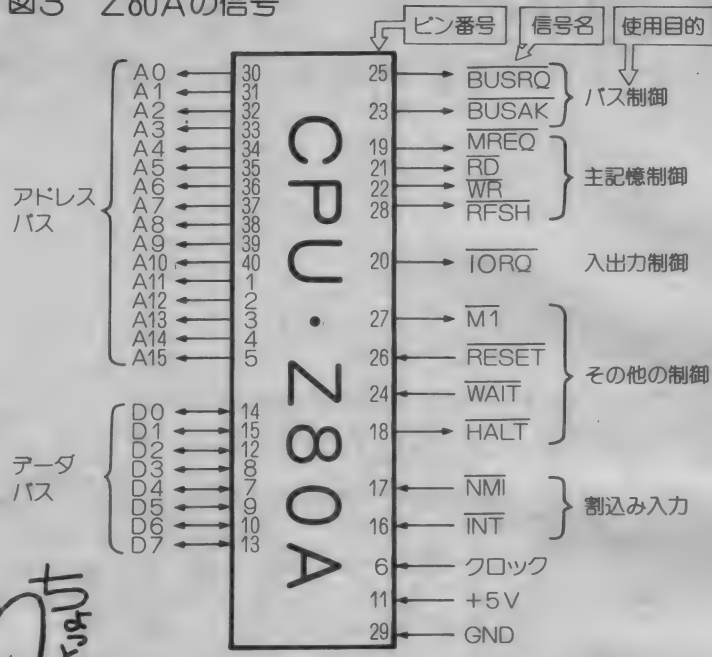 図3 Z80Aの信号
ピン番号 信号名 使用目的
アドレス
バス
A0 30
A1 31
A2 32
A3 33
A4 34
A5 35
A6 36
A7 37
A8 38
A9 39
A10 40
A11 1
A12 2
A13 3
A14 4
A15 5
データ
バス
D0 14
D1 15
D2 12
D3 8
D4 7
D5 9
D6 10
D7 13
CPU・Z80A
25 BUSRQ
23 BUSAK
バス制御
19 MREQ
21 RD
22 WR
28 RFSH
主記憶制御
20 IORQ 入出力制御
27 M1
26 RESET
24 WAIT
18 HALT
その他の制御
17 NMI
16 INT
割込み入力
6 クロック
11 +5V
29 GND